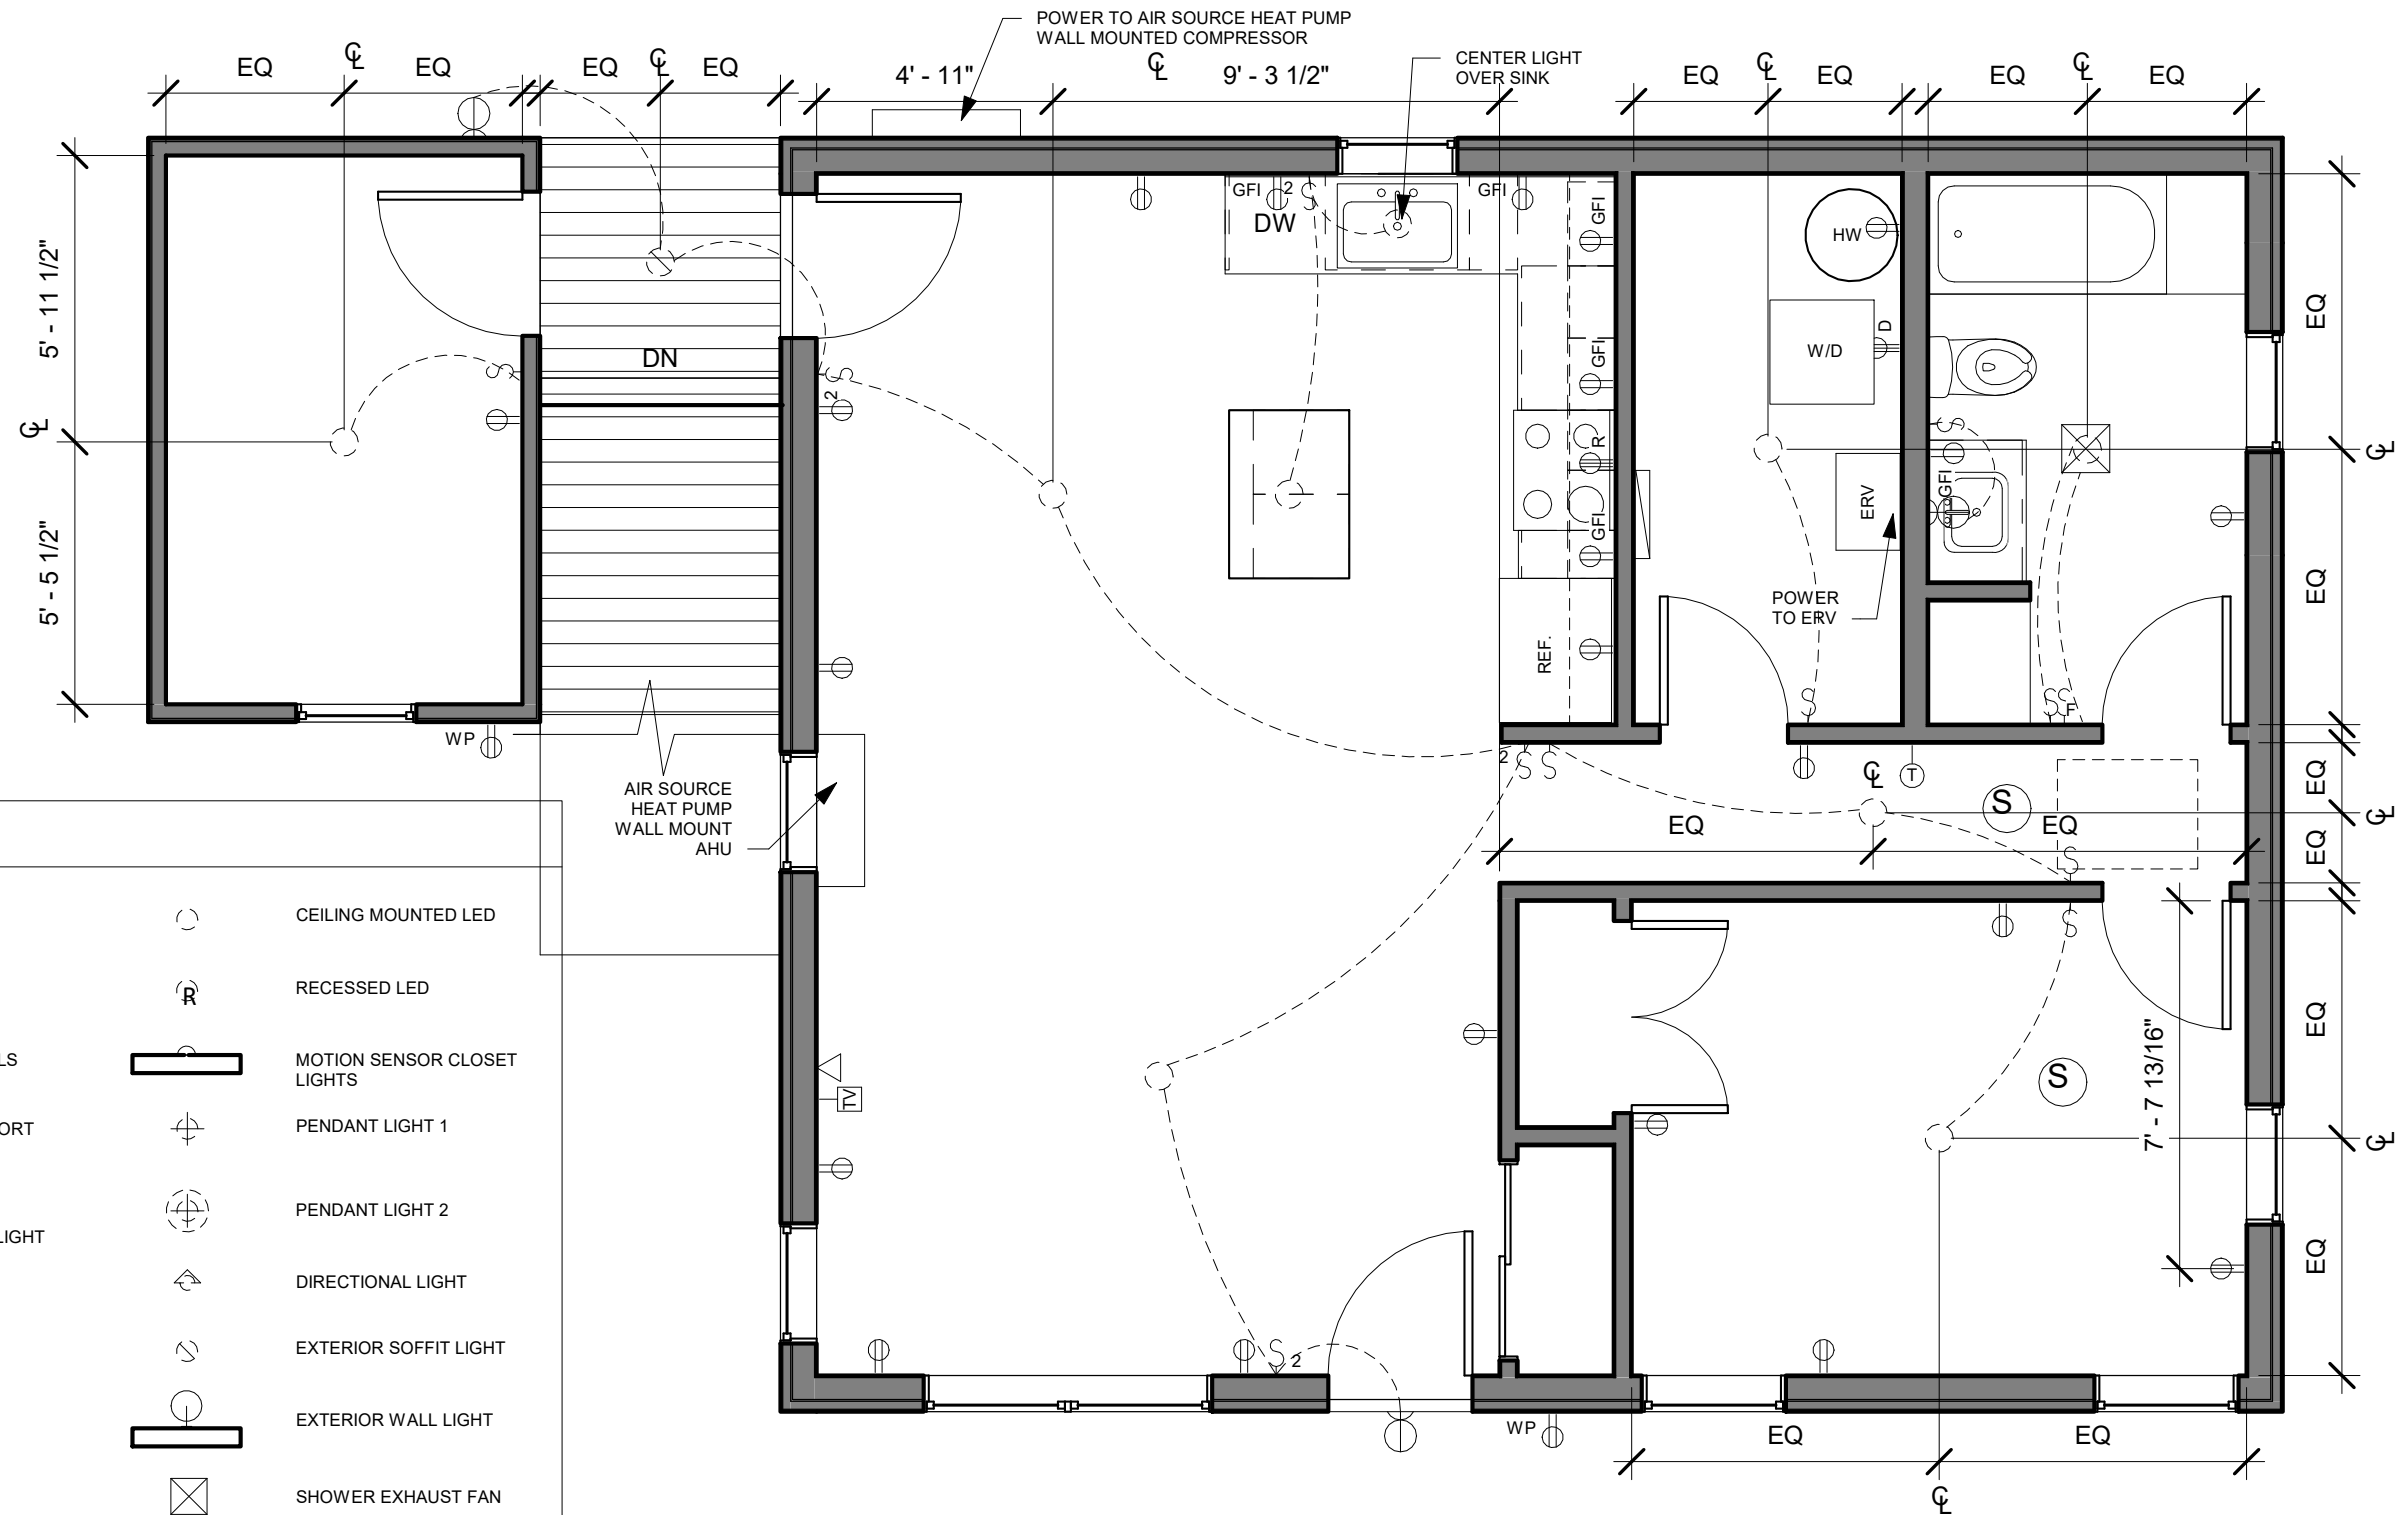 POWER TO AIR SOURCE HEAT PUMP
WALL MOUNTED COMPRESSOR
CENTER LIGHT
OVER SINK
EQ
℄
EQ
EQ
℄
EQ
4' - 11"
℄
9' - 3 1/2"
EQ
℄
EQ
EQ
℄
EQ
5' - 11 1/2"
℄
5' - 5 1/2"
GFI
2
S
GFI
DW
GFI
HW
DN
S
S
2
GFI
D
W/D
R
S
GFI
GFI
ERV
POWER
TO ERV
REF.
S
S
S
F
EQ
℄
EQ
WP
AIR SOURCE
HEAT PUMP
WALL MOUNT
AHU
2
S
S
℄
T
S
EQ
EQ
S
EQ
℄
EQ
S
S
TV
7' - 7 13/16"
EQ
℄
EQ
S
2
WP
EQ
EQ
℄
CEILING MOUNTED LED
R
RECESSED LED
LS
MOTION SENSOR CLOSET
LIGHTS
ORT
PENDANT LIGHT 1
PENDANT LIGHT 2
LIGHT
DIRECTIONAL LIGHT
EXTERIOR SOFFIT LIGHT
EXTERIOR WALL LIGHT
SHOWER EXHAUST FAN